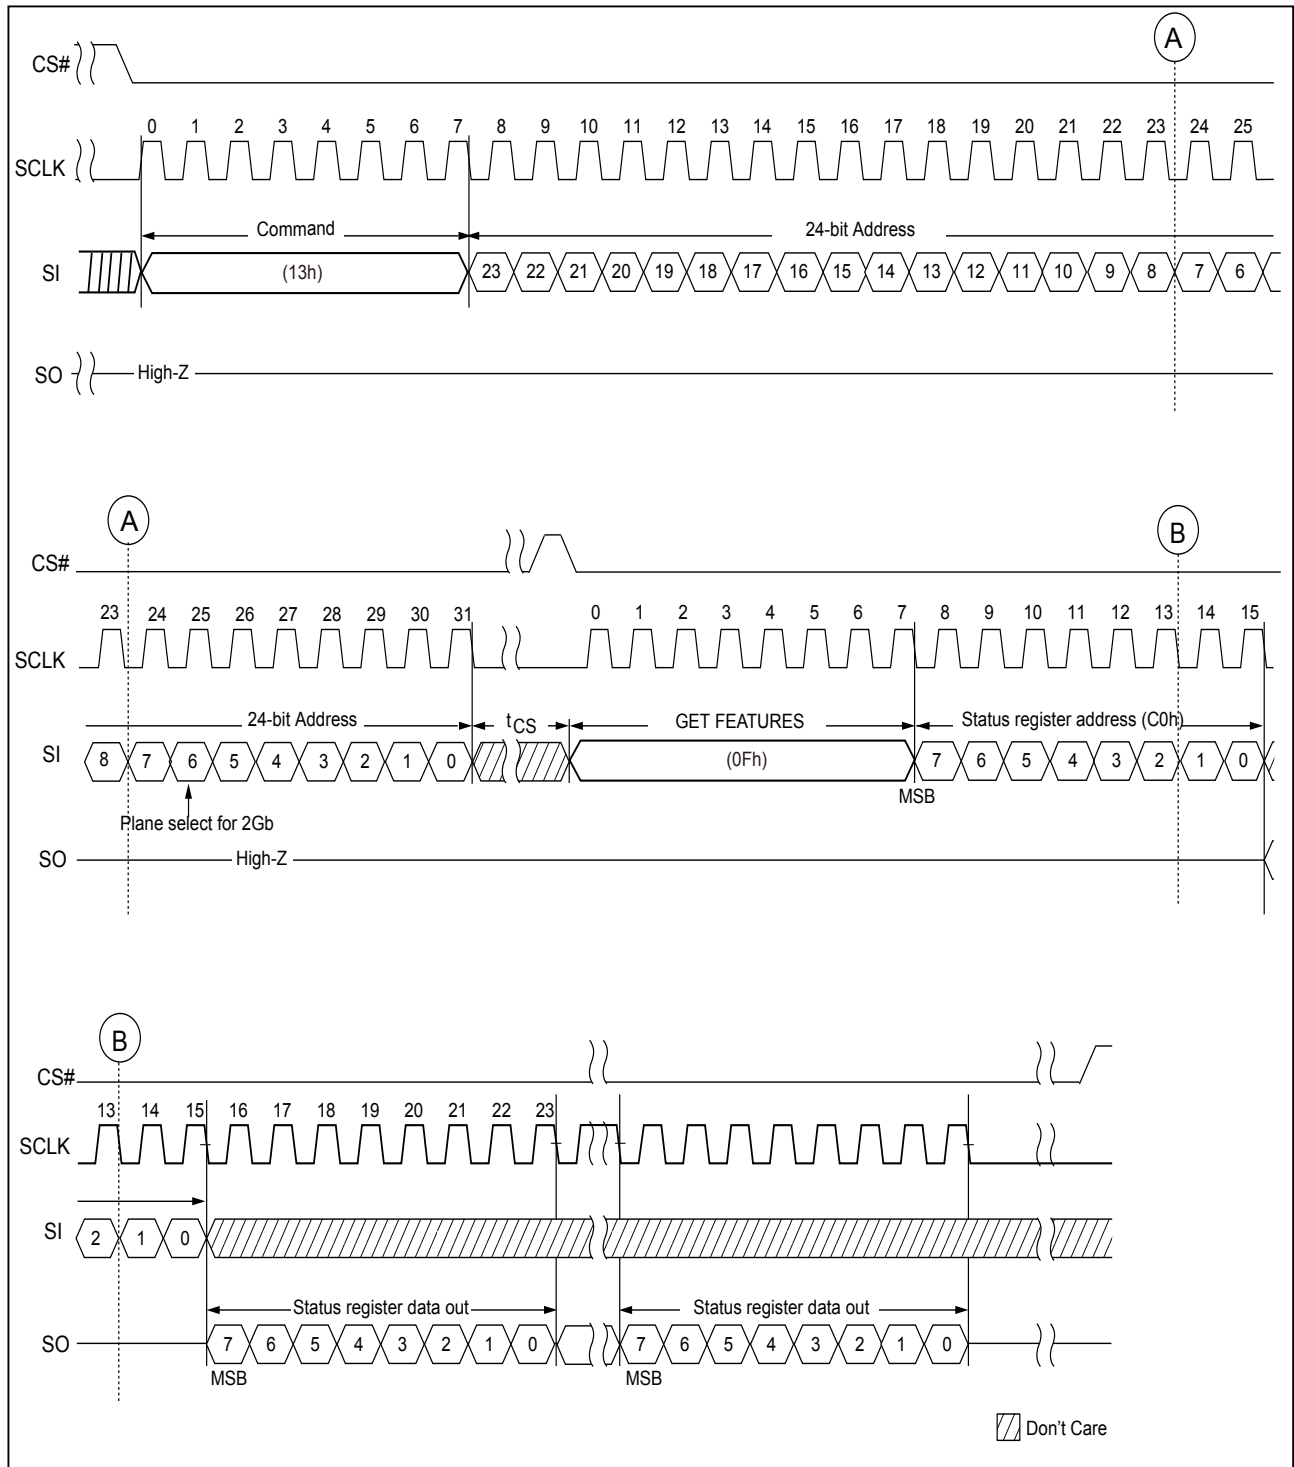 A
CS#
0 1 2 3 4 5 6 7 8 9 10 11 12 13 14 15 16 17 18 19 20 21 22 23 24 25
SCLK
Command 24-bit Address
SI (13h) 23 22 21 20 19 18 17 16 15 14 13 12 11 10 9 8 7 6
SO High-Z
A B
CS#
23 24 25 26 27 28 29 30 31 0 1 2 3 4 5 6 7 8 9 10 11 12 13 14 15
SCLK
24-bit Address tCS GET FEATURES Status register address (C0h)
SI 8 7 6 5 4 3 2 1 0 (0Fh) 7 6 5 4 3 2 1 0
MSB
Plane select for 2Gb
SO High-Z
B
CS#
13 14 15 16 17 18 19 20 21 22 23
SCLK
SI 2 1 0
Status register data out Status register data out
SO 7 6 5 4 3 2 1 0 7 6 5 4 3 2 1 0
MSB MSB
Don't Care